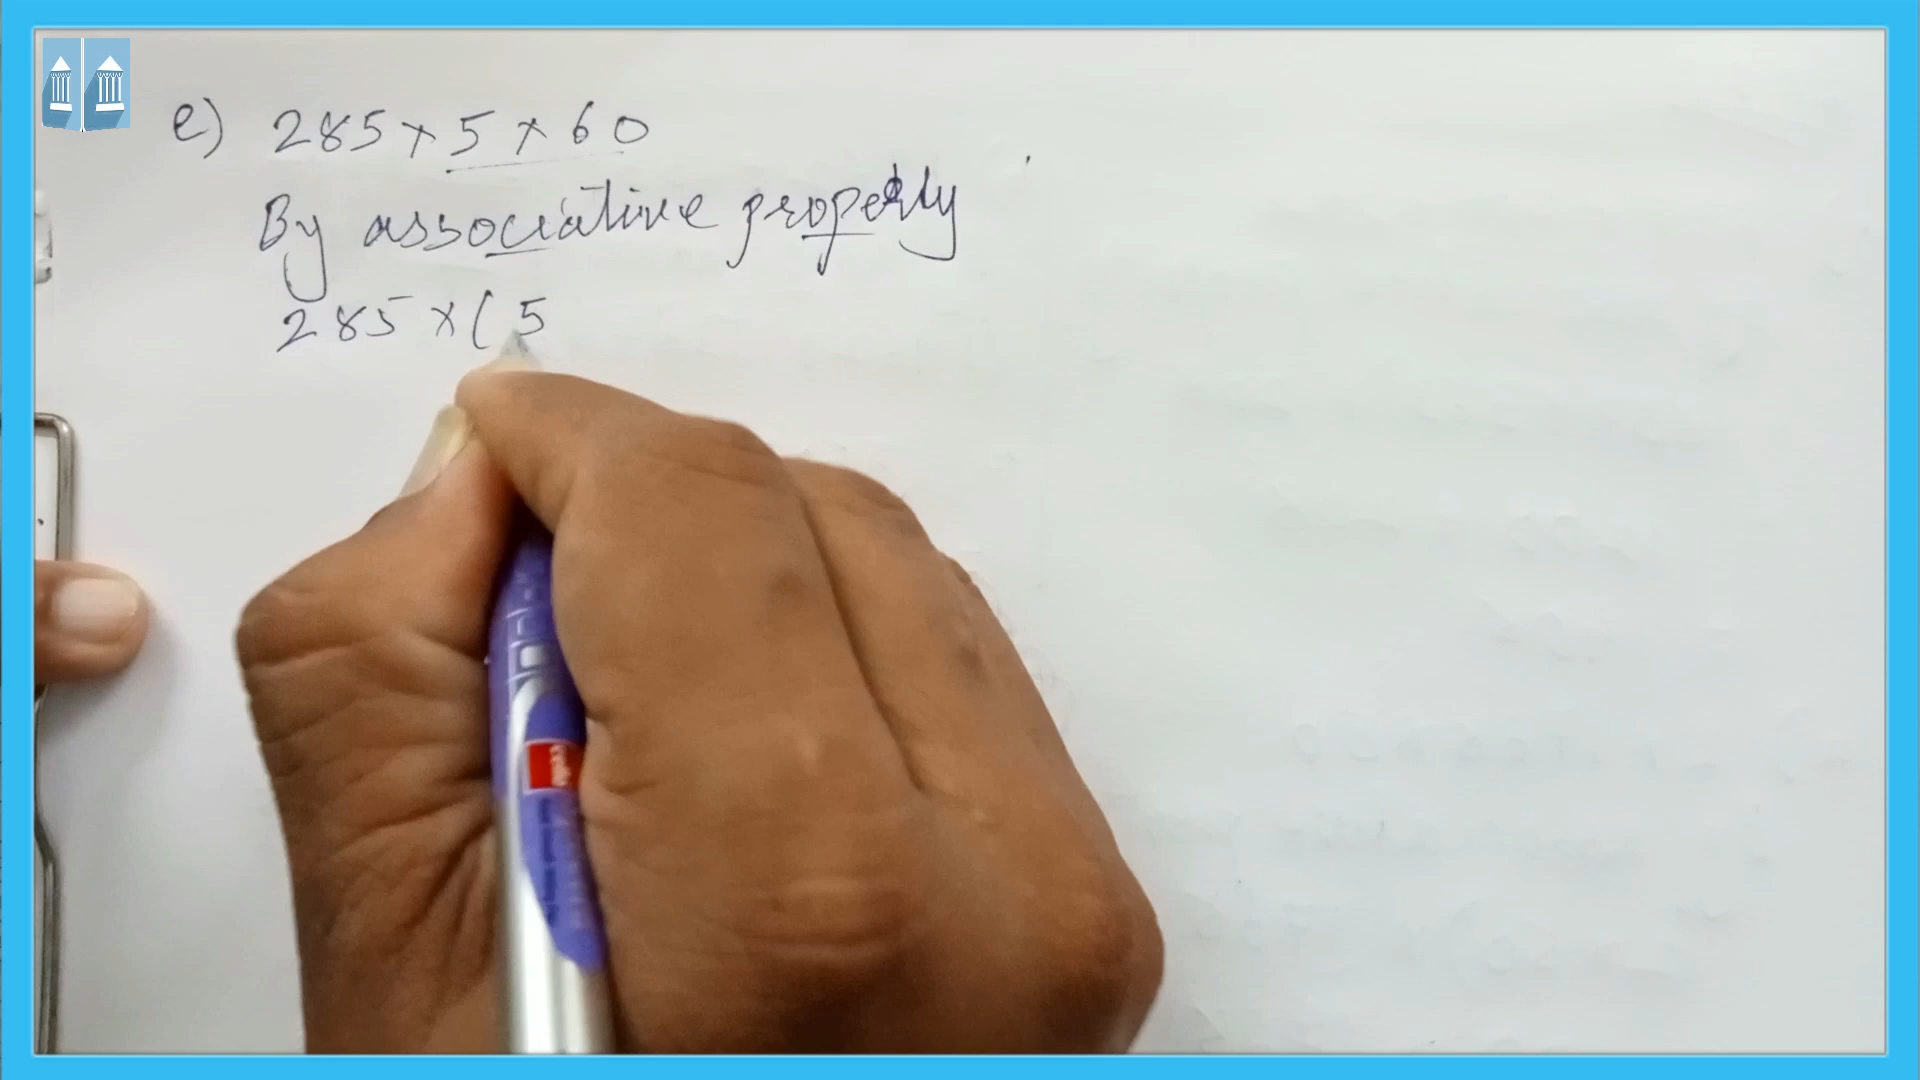 e) 285 × 5 × 60
By associative property
285 × ( 5